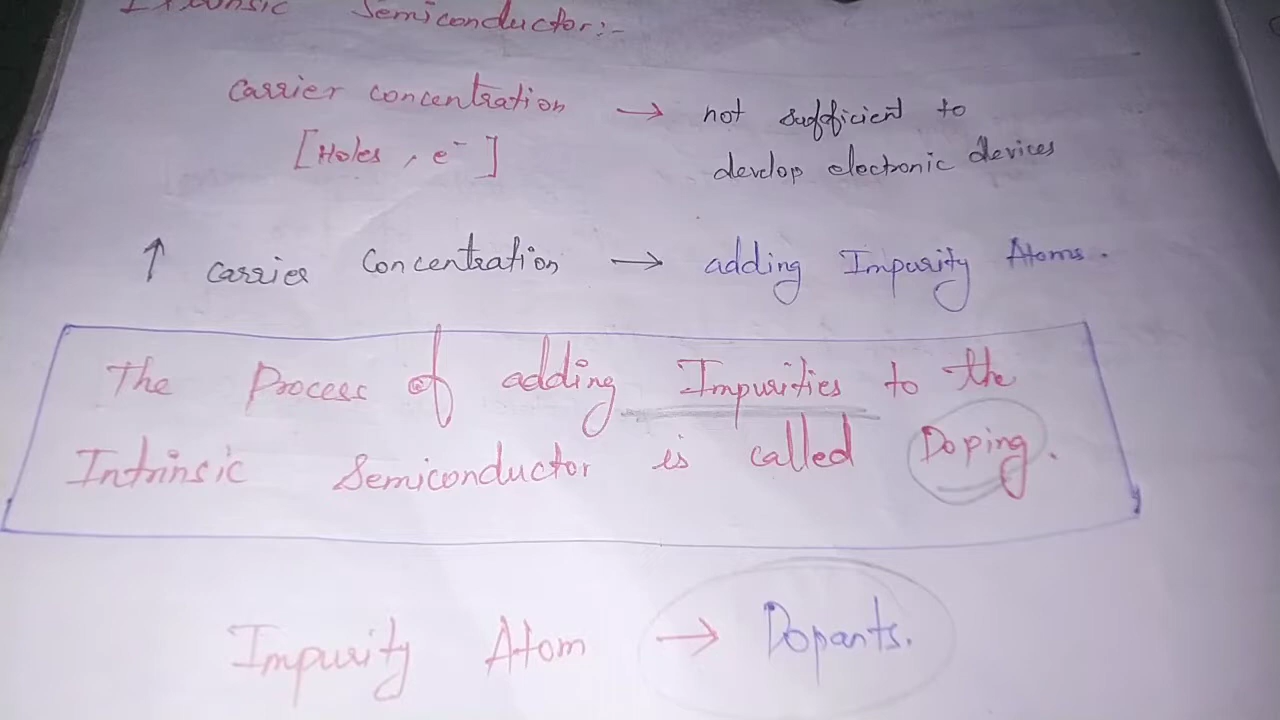 Semiconductor:-
Carrier concentration → not sufficient to
[Holes, e⁻] develop electronic devices
↑ Carrier Concentration → adding Impurity Atoms.
The Process of adding Impurities to the
Intrinsic Semiconductor is called Doping.
Impurity Atom → Dopants.